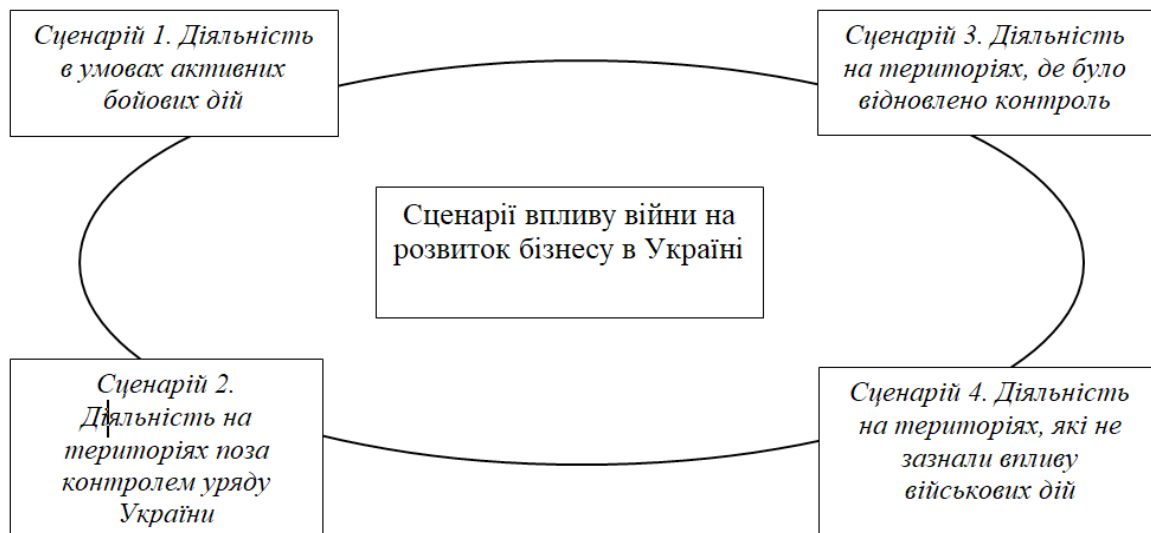 Сценарій 1. Діяльність
в умовах активних
бойових дій
Сценарій 3. Діяльність
на територіях, де було
відновлено контроль
Сценарії впливу війни на
розвиток бізнесу в Україні
Сценарій 2.
Діяльність на
територіях поза
контролем уряду
України
Сценарій 4. Діяльність
на територіях, які не
зазнали впливу
військових дій